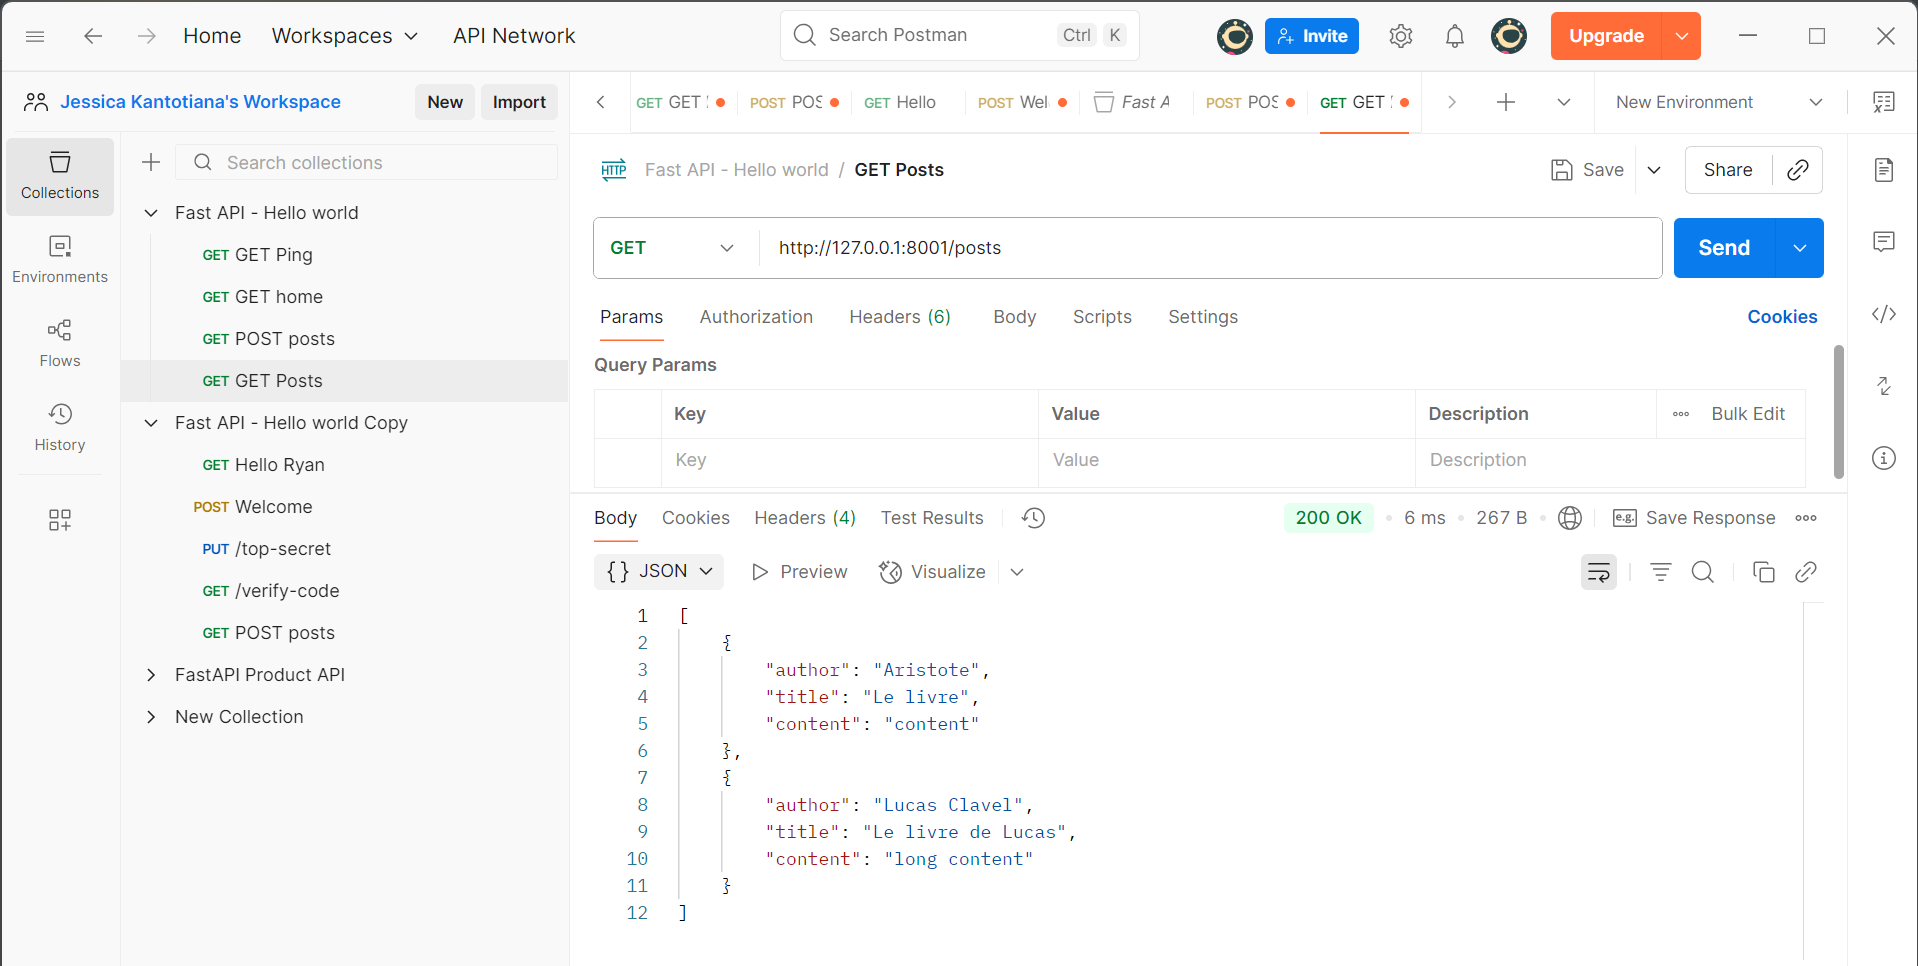 Home Workspaces API Network Search Postman Ctrl K Invite Upgrade
Jessica Kantotiana's Workspace New Import
GET GET POST POS GET Hello POST Wel Fast A POST POS GET GET New Environment
Collections
Environments
Flows
History
Search collections
Fast API - Hello world
GET GET Ping
GET GET home
GET POST posts
GET GET Posts
Fast API - Hello world Copy
GET Hello Ryan
POST Welcome
PUT /top-secret
GET /verify-code
GET POST posts
FastAPI Product API
New Collection
HTTP Fast API - Hello world / GET Posts Save Share
GET http://127.0.0.1:8001/posts Send
Params Authorization Headers (6) Body Scripts Settings Cookies
Query Params
Key Value Description Bulk Edit
Key Value Description
Body Cookies Headers (4) Test Results 200 OK 6 ms 267 B e.g. Save Response
{} JSON Preview Visualize
1 [
2 {
3 "author": "Aristote",
4 "title": "Le livre",
5 "content": "content"
6 },
7 {
8 "author": "Lucas Clavel",
9 "title": "Le livre de Lucas",
10 "content": "long content"
11 }
12 ]